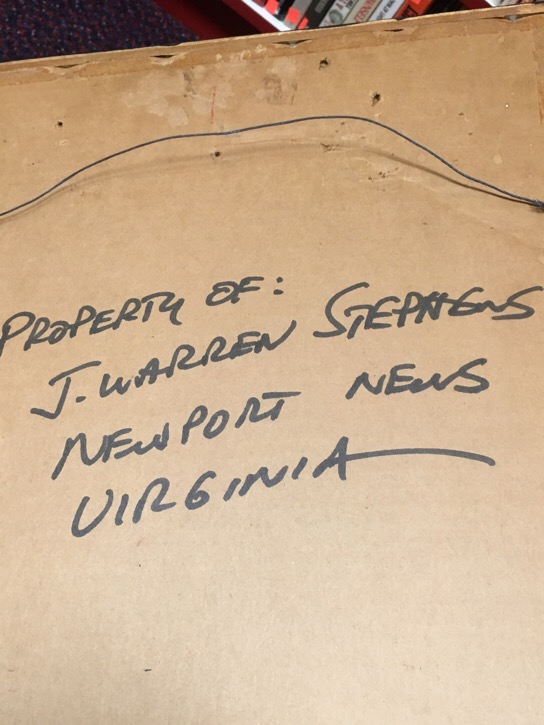 PROPERTY OF:
J. WARREN STEPHENS
NEWPORT NEWS
VIRGINIA